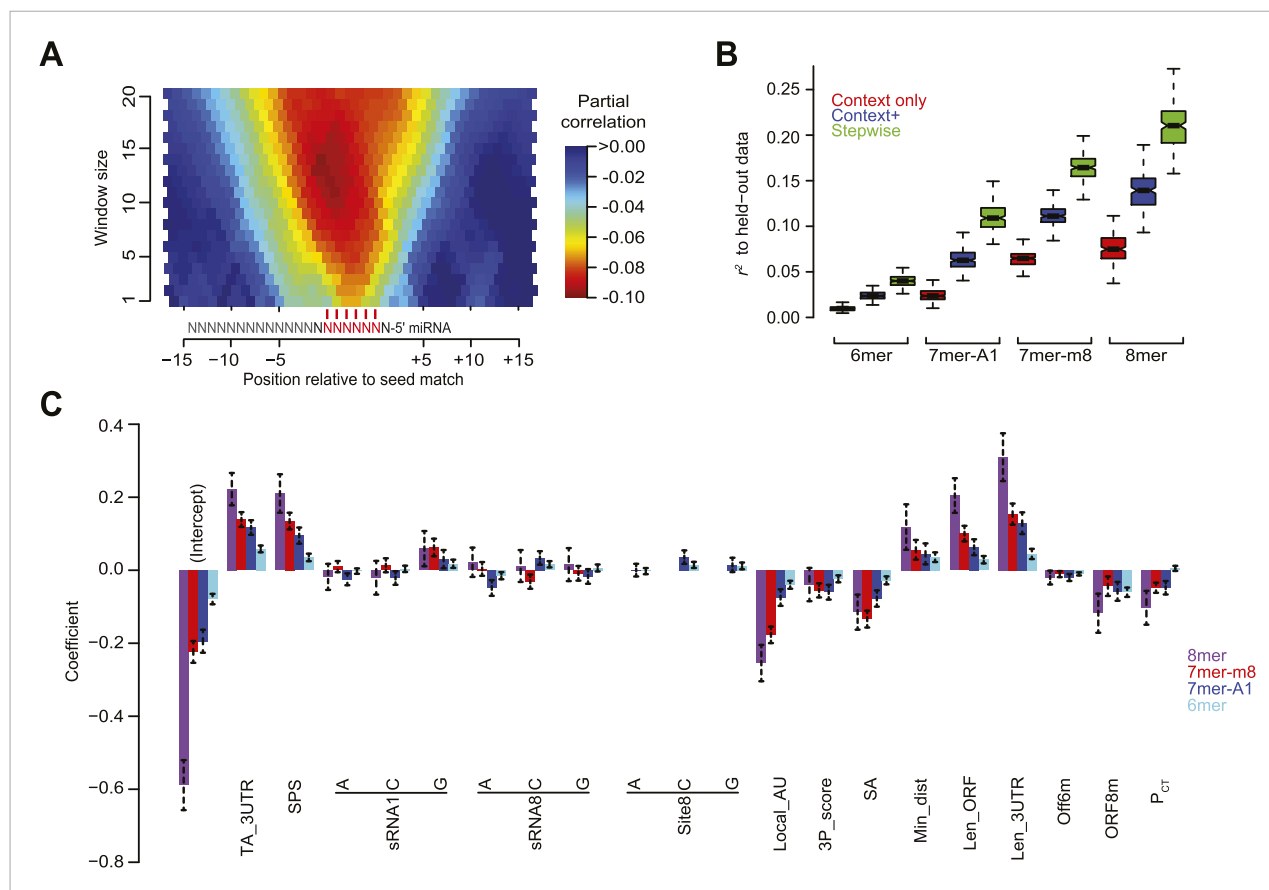 A
20
15
10
5
1
Window size
Partial
correlation
>0.00
-0.02
-0.04
-0.06
-0.08
-0.10
NNNNNNNNNNNNNNNNNNNNN-5' miRNA
−15
−10
−5
+5
+10
+15
Position relative to seed match
B
0.25
0.20
0.15
0.10
0.05
0.00
r² to held−out data
Context only
Context+
Stepwise
6mer
7mer-A1
7mer-m8
8mer
C
0.4
0.2
0.0
−0.2
−0.4
−0.6
−0.8
Coefficient
(Intercept)
TA_3UTR
SPS
A
C
G
sRNA1
A
C
G
sRNA8
A
C
G
Site8
Local_AU
3P_score
SA
Min_dist
Len_ORF
Len_3UTR
Off6m
ORF8m
PCT
8mer
7mer-m8
7mer-A1
6mer